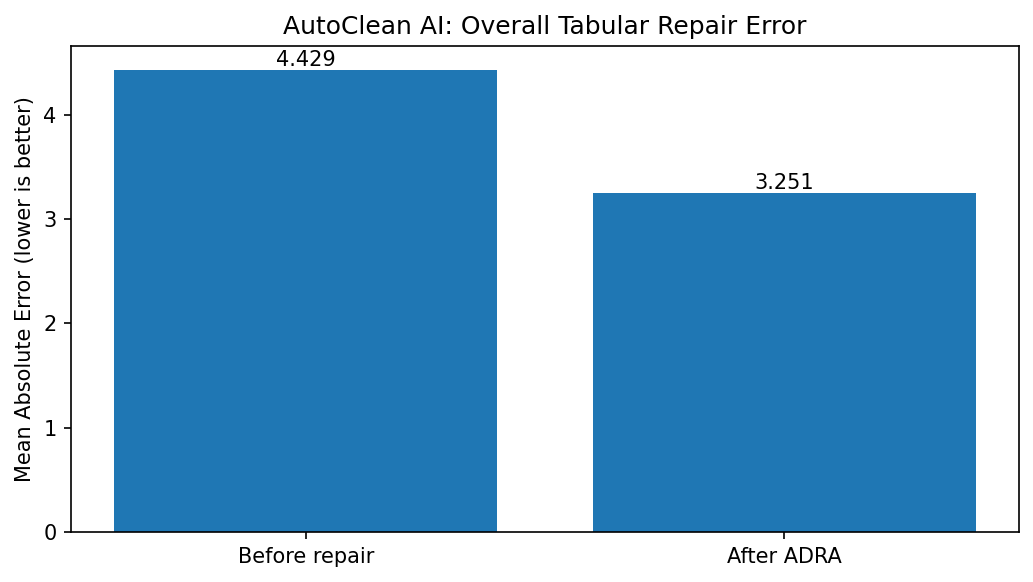 AutoClean AI: Overall Tabular Repair Error
4.429
3.251
Mean Absolute Error (lower is better)
4
3
2
1
0
Before repair
After ADRA